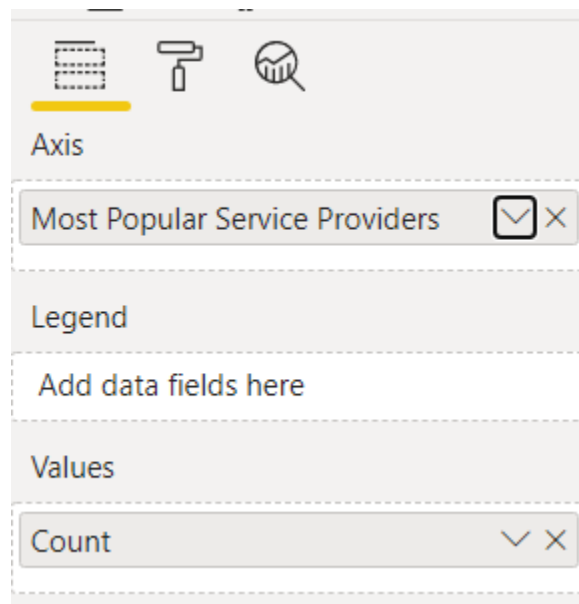 Axis
Most Popular Service Providers
Legend
Add data fields here
Values
Count